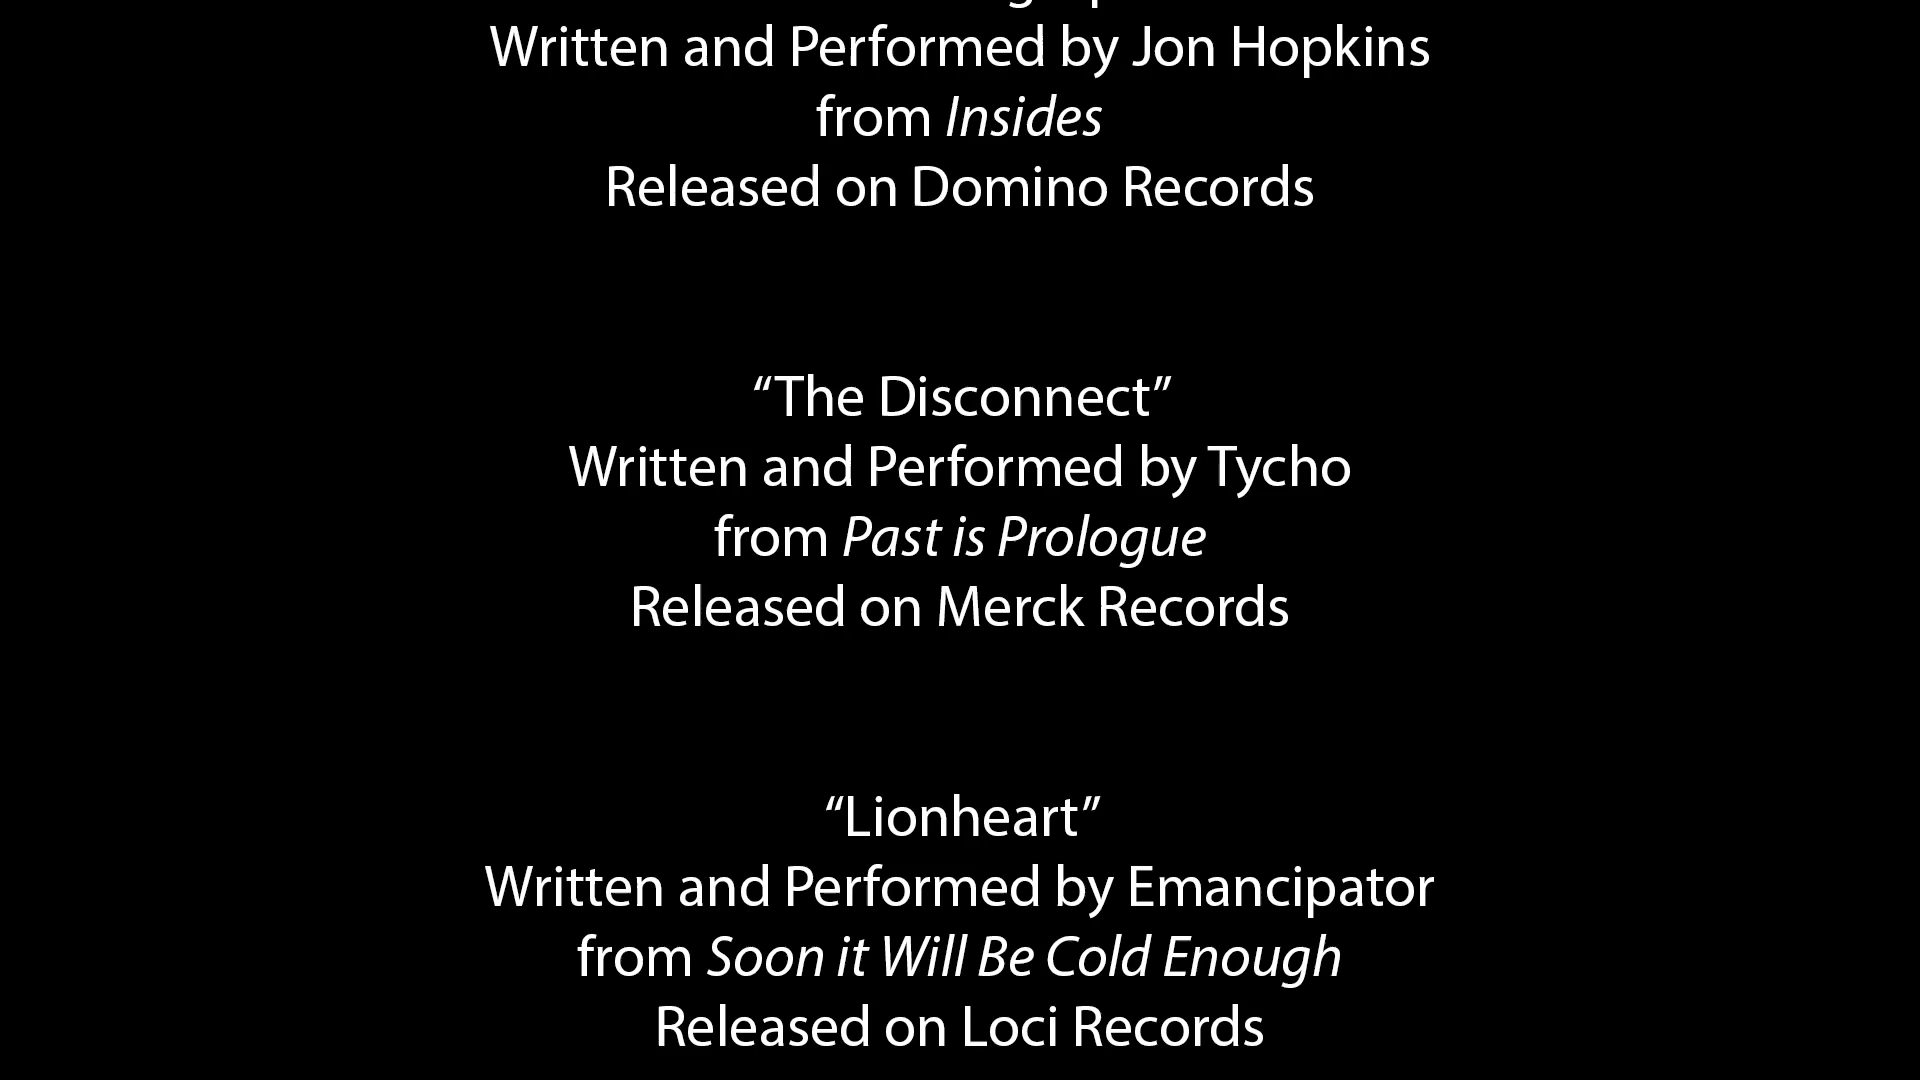 Written and Performed by Jon Hopkins
from Insides
Released on Domino Records
“The Disconnect”
Written and Performed by Tycho
from Past is Prologue
Released on Merck Records
“Lionheart”
Written and Performed by Emancipator
from Soon it Will Be Cold Enough
Released on Loci Records